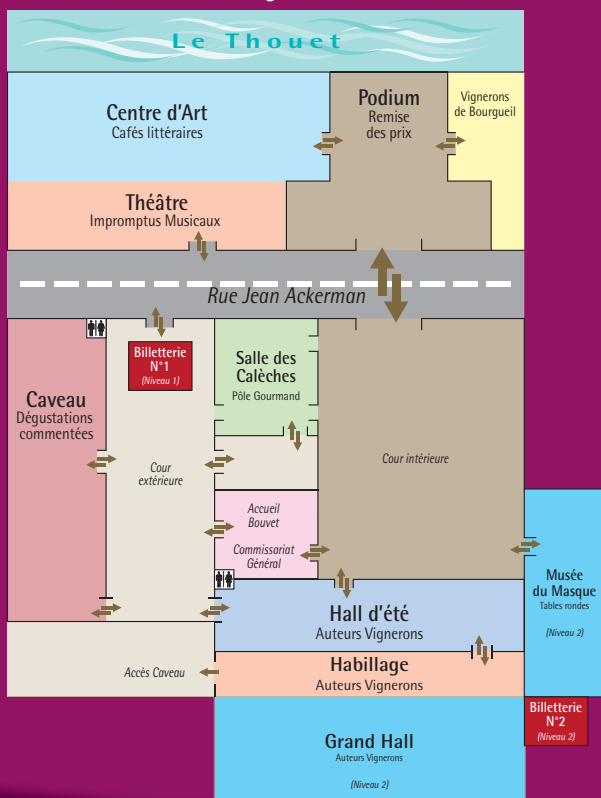 Le Thouet
Centre d'Art
Cafés littéraires
Podium
Remise
des prix
Vignerons
de Bourgueil
Théâtre
Impromptus Musicaux
Rue Jean Ackerman
Billetterie
N°1
(Niveau 1)
Salle des
Calèches
Pôle Gourmand
Caveau
Dégustations
commentées
Cour
extérieure
Cour intérieure
Accueil
Bouvet
Commissariat
Général
Musée
du Masque
Tables rondes
(Niveau 2)
Hall d'été
Auteurs Vignerons
Accès Caveau
Habillage
Auteurs Vignerons
Billetterie
N°2
(Niveau 2)
Grand Hall
Auteurs Vignerons
(Niveau 2)